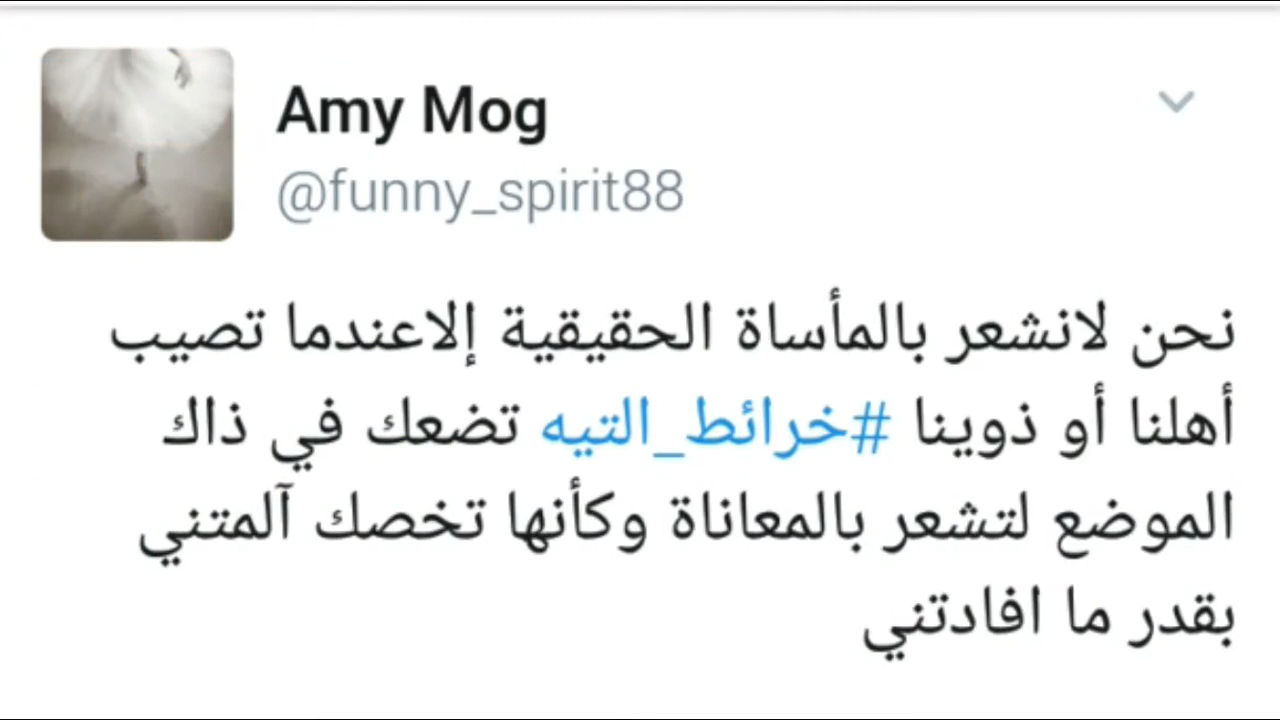 Amy Mog
@funny_spirit88
نحن لانشعر بالمأساة الحقيقية إلاعندما تصيب
أهلنا أو ذوينا #خرائط_التيه تضعك في ذاك
الموضع لتشعر بالمعاناة وكأنها تخصك آلمتني
بقدر ما افادتني